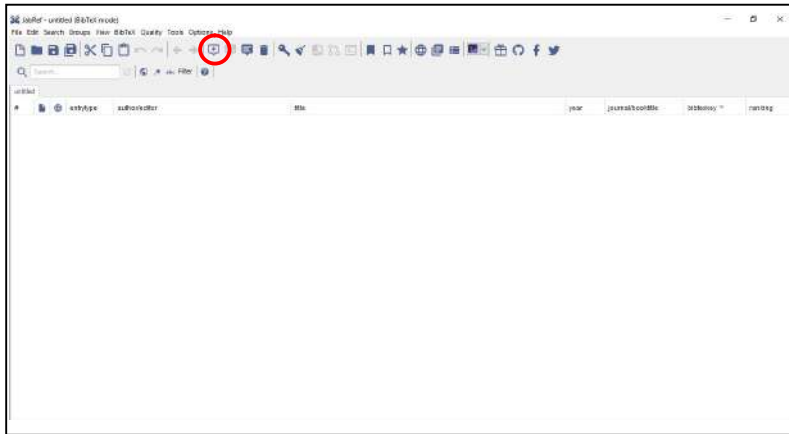 JabRef - untitled (BibTeX mode)
File Edit Search Groups View BibTeX Quality Tools Options Help
Search... Filter
untitled
# entrytype author/editor title year journal/booktitle bibtexkey ranking